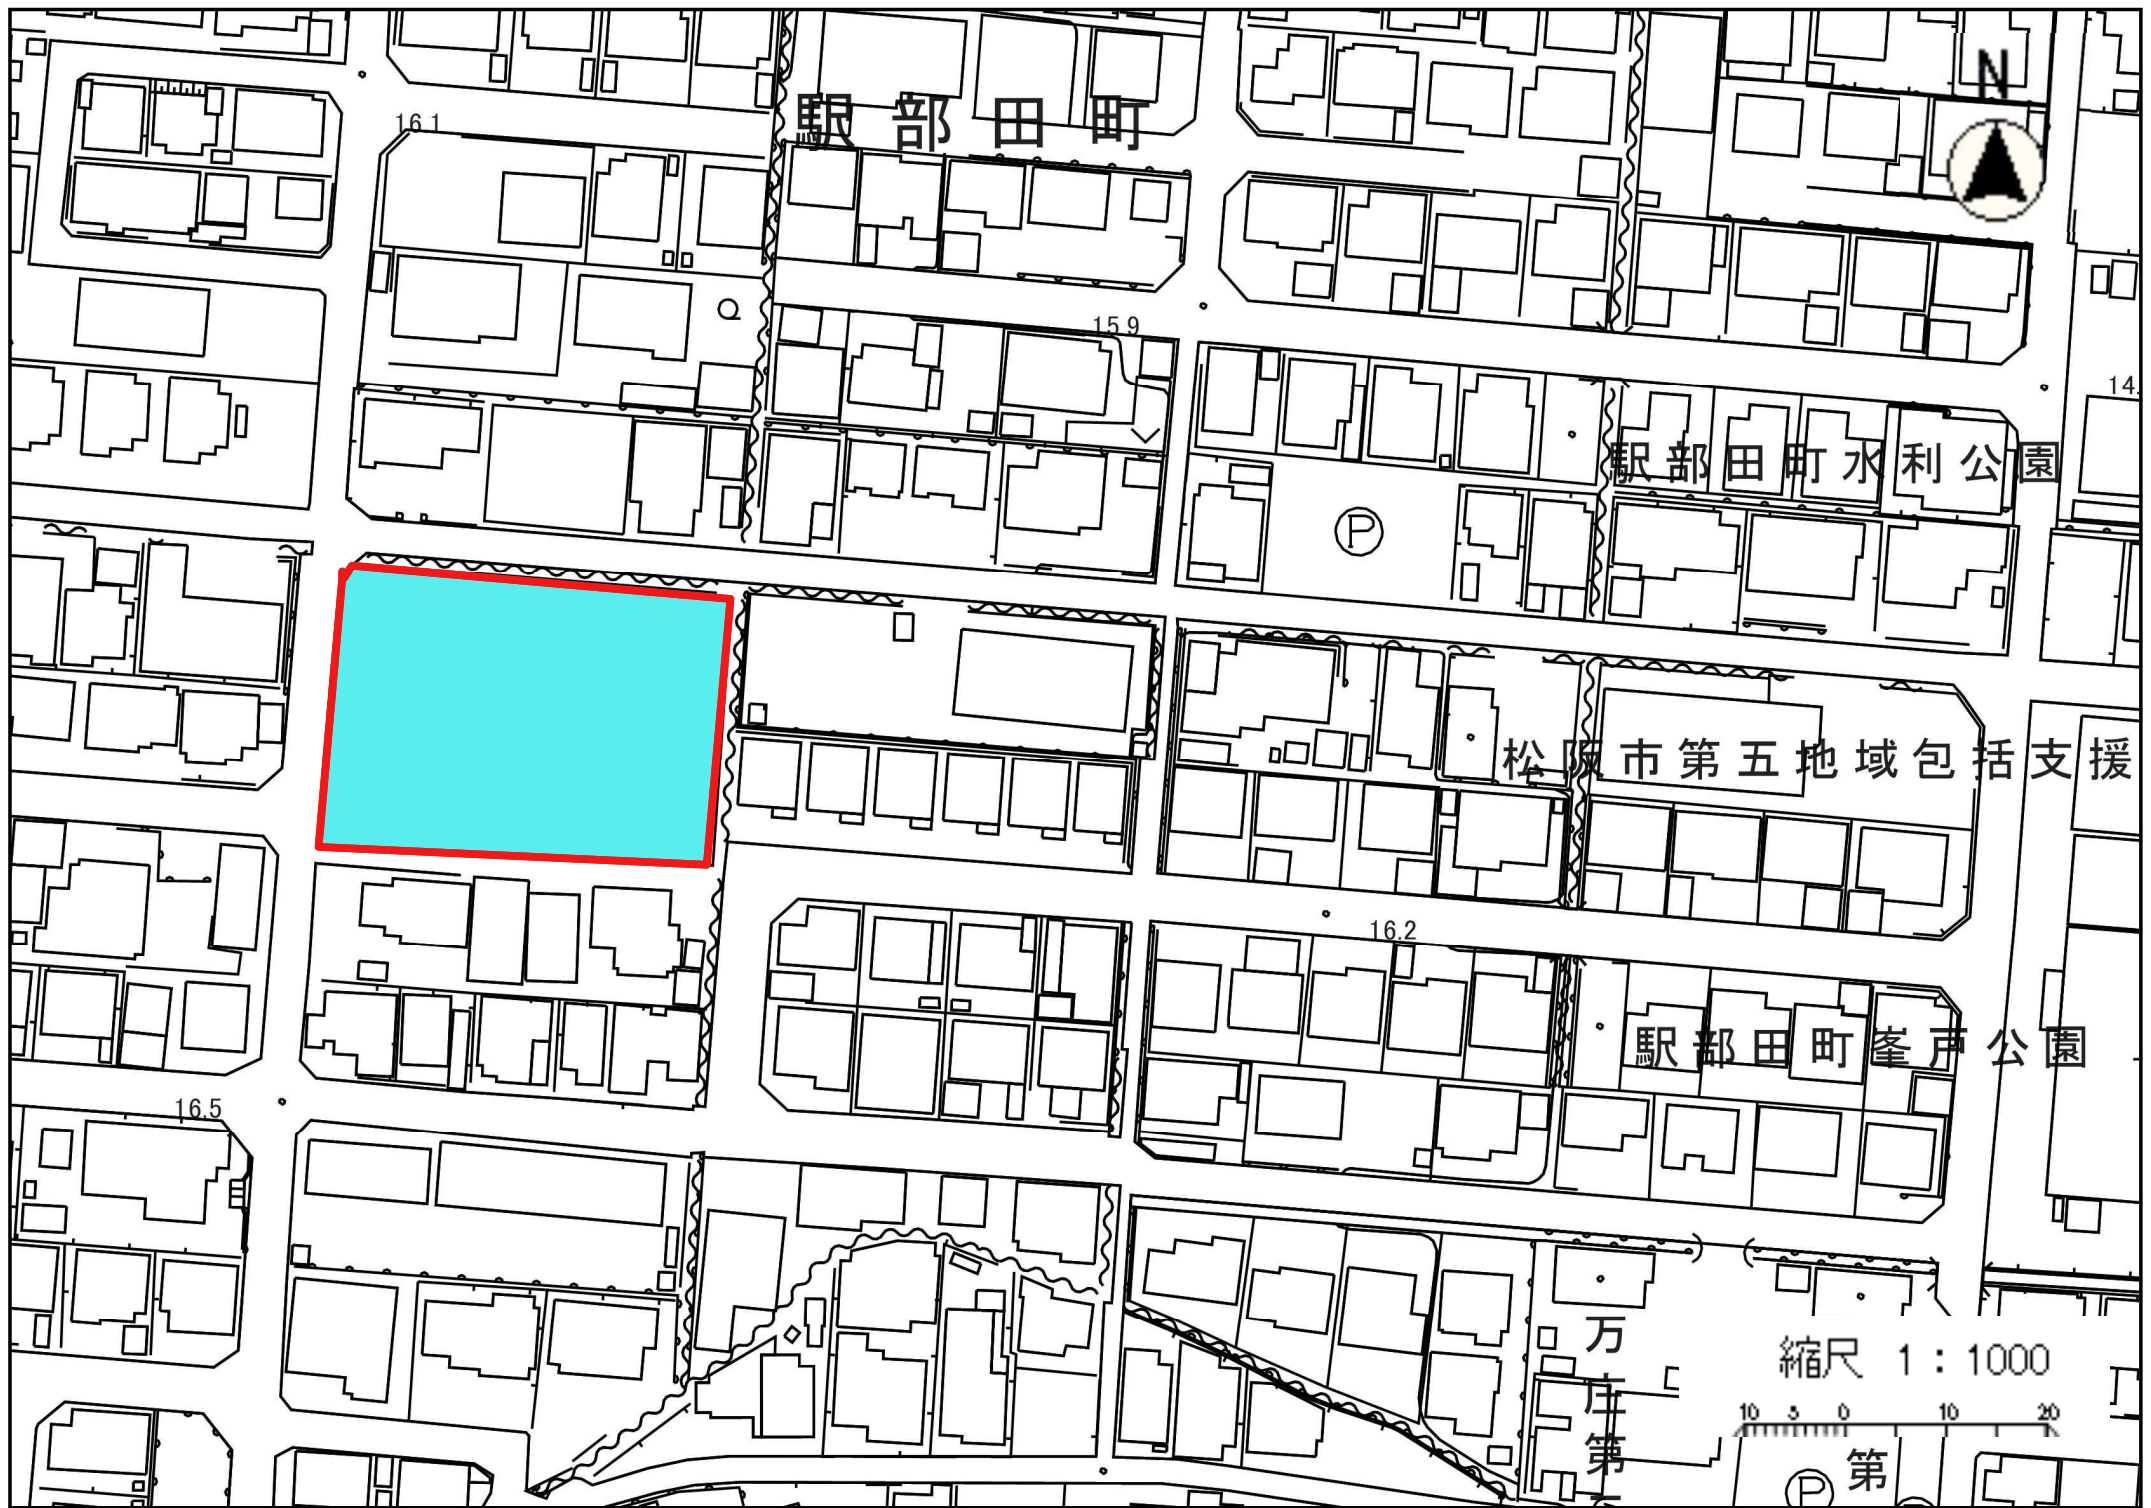 N
16.1
駅部田町
15.9
14.
駅部田町水利公園
P
松阪市第五地域包括支援
16.2
駅部田町峯戸公園
16.5
縮尺 1:1000
10 5 0 10 20
万庄第
第
P